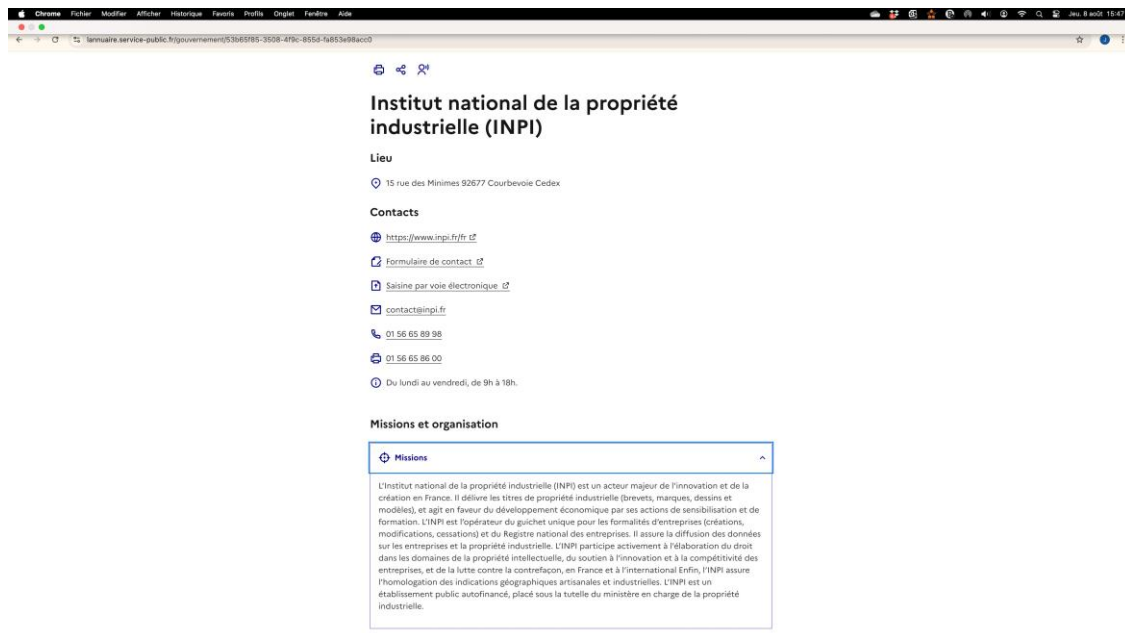 Chrome Fichier Modifier Afficher Historique Favoris Profils Onglet Fenêtre Aide
Jeu. 8 août 15:47
lannuaire.service-public.fr/gouvernement/53b65f85-3508-4f9c-855d-fa853e98acc0
Institut national de la propriété
industrielle (INPI)
Lieu
15 rue des Minimes 92677 Courbevoie Cedex
Contacts
https://www.inpi.fr/fr
Formulaire de contact
Saisine par voie électronique
contact@inpi.fr
01 56 65 89 98
01 56 65 86 00
Du lundi au vendredi, de 9h à 18h.
Missions et organisation
Missions
L'Institut national de la propriété industrielle (INPI) est un acteur majeur de l'innovation et de la
création en France. Il délivre les titres de propriété industrielle (brevets, marques, dessins et
modèles), et agit en faveur du développement économique par ses actions de sensibilisation et de
formation. L'INPI est l'opérateur du guichet unique pour les formalités d'entreprises (créations,
modifications, cessations) et du Registre national des entreprises. Il assure la diffusion des données
sur les entreprises et la propriété industrielle. L'INPI participe activement à l'élaboration du droit
dans les domaines de la propriété intellectuelle, du soutien à l'innovation et à la compétitivité des
entreprises, et de la lutte contre la contrefaçon, en France et à l'international Enfin, l'INPI assure
l'homologation des indications géographiques artisanales et industrielles. L'INPI est un
établissement public autofinancé, placé sous la tutelle du ministère en charge de la propriété
industrielle.